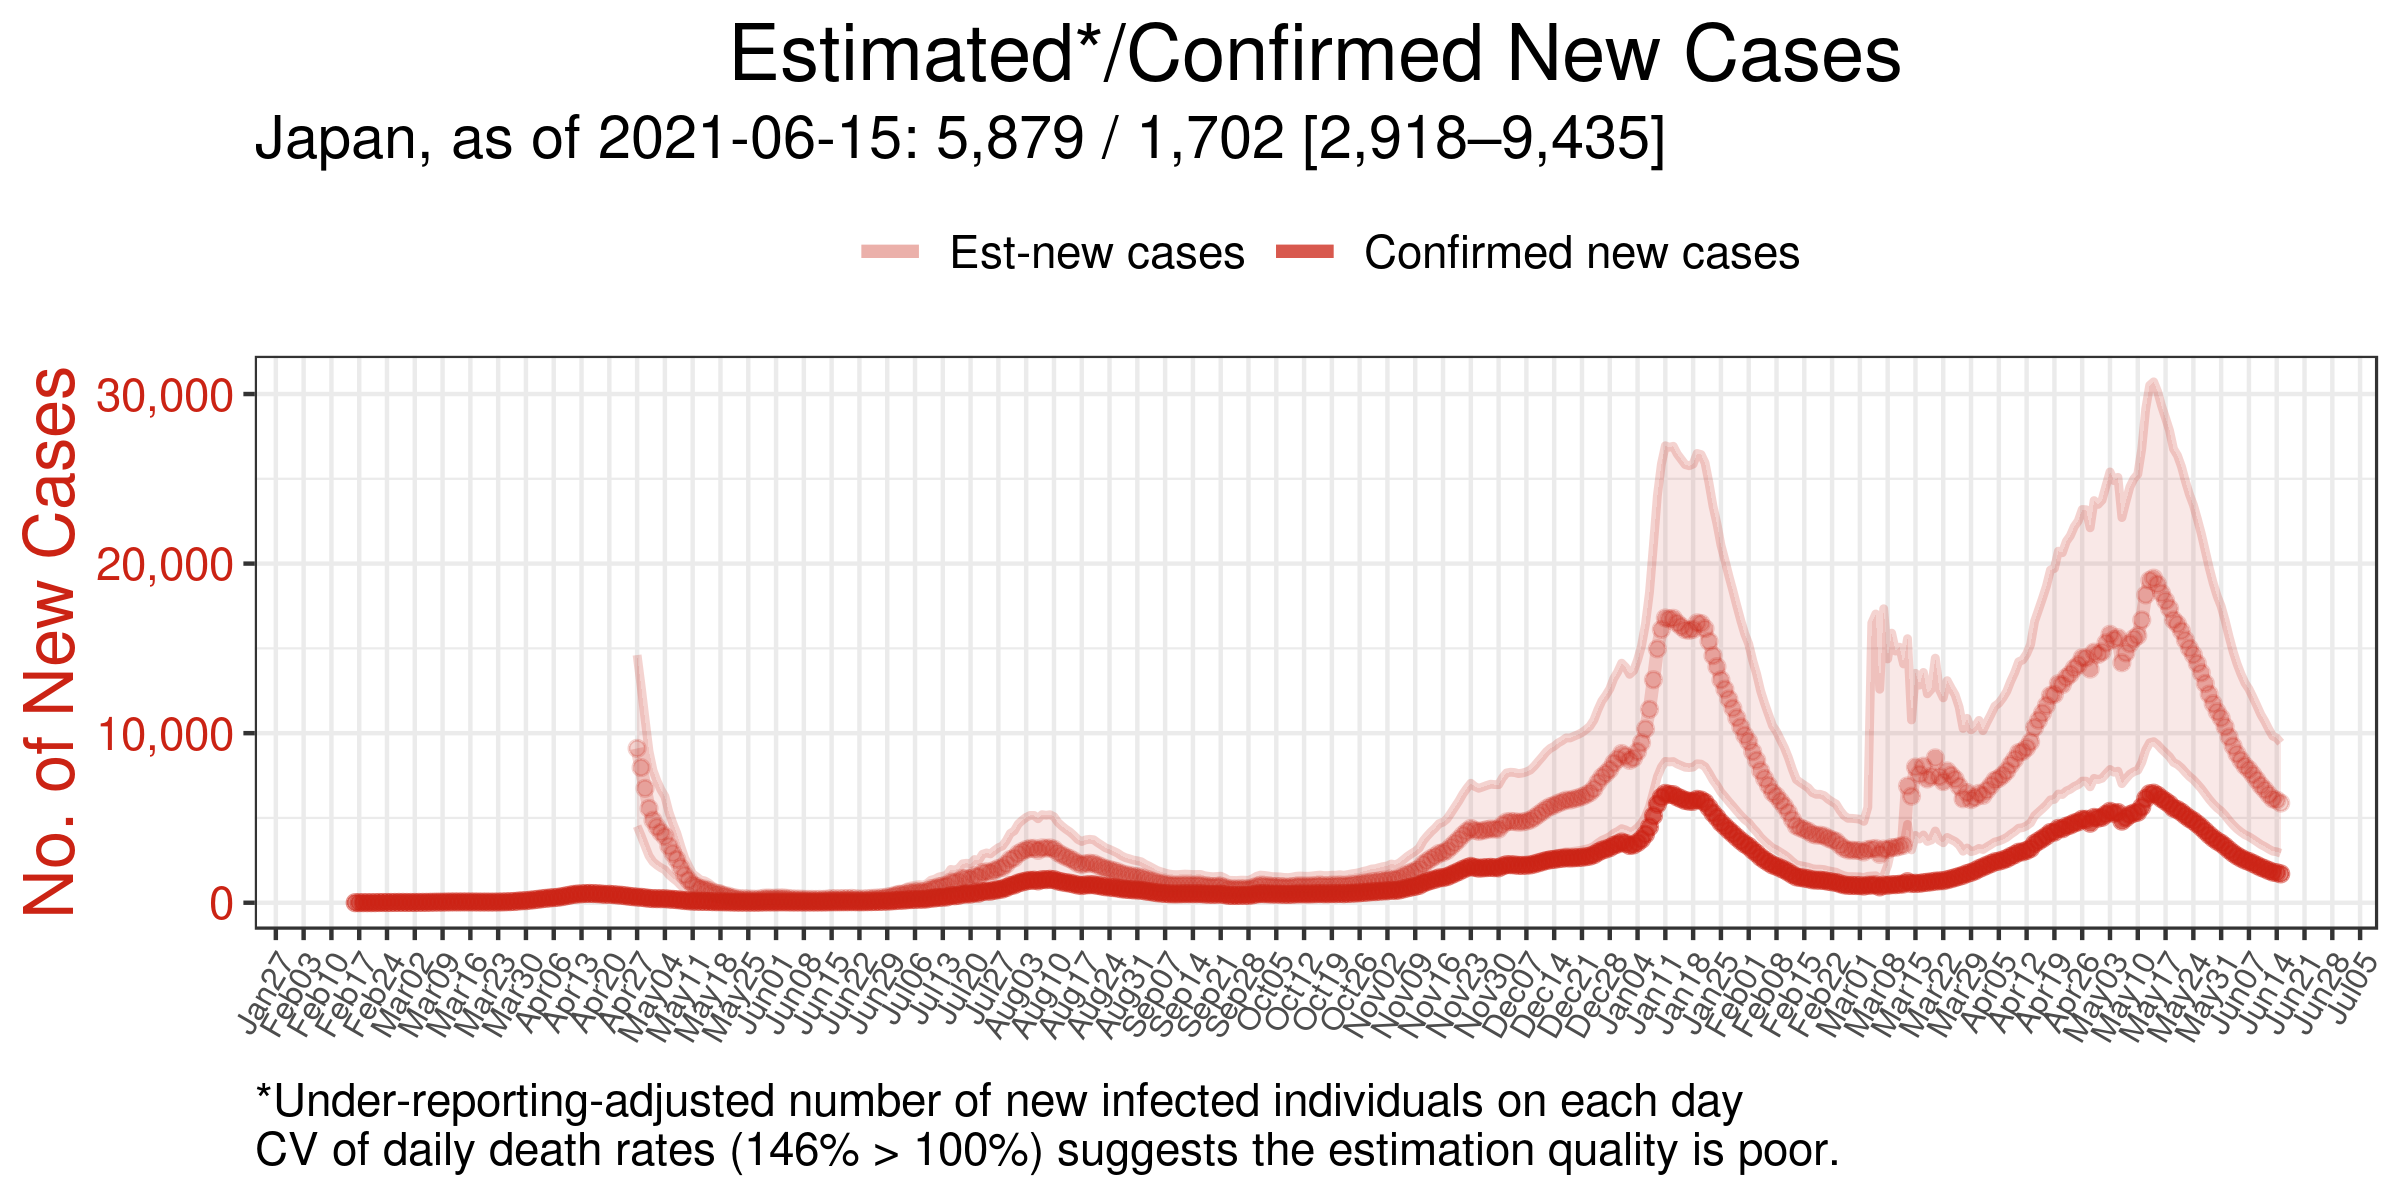 Estimated*/Confirmed New Cases
Japan, as of 2021-06-15: 5,879 / 1,702 [2,918–9,435]
Est-new cases
Confirmed new cases
No. of New Cases
30,000
20,000
10,000
0
Jan27
Feb03
Feb10
Feb17
Feb24
Mar02
Mar09
Mar16
Mar23
Mar30
Apr06
Apr13
Apr20
Apr27
May04
May11
May18
May25
Jun01
Jun08
Jun15
Jun22
Jun29
Jul06
Jul13
Jul20
Jul27
Aug03
Aug10
Aug17
Aug24
Aug31
Sep07
Sep14
Sep21
Sep28
Oct05
Oct12
Oct19
Oct26
Nov02
Nov09
Nov16
Nov23
Nov30
Dec07
Dec14
Dec21
Dec28
Jan04
Jan11
Jan18
Jan25
Feb01
Feb08
Feb15
Feb22
Mar01
Mar08
Mar15
Mar22
Mar29
Apr05
Apr12
Apr19
Apr26
May03
May10
May17
May24
May31
Jun07
Jun14
Jun21
Jun28
Jul05
*Under-reporting-adjusted number of new infected individuals on each day
CV of daily death rates (146% > 100%) suggests the estimation quality is poor.